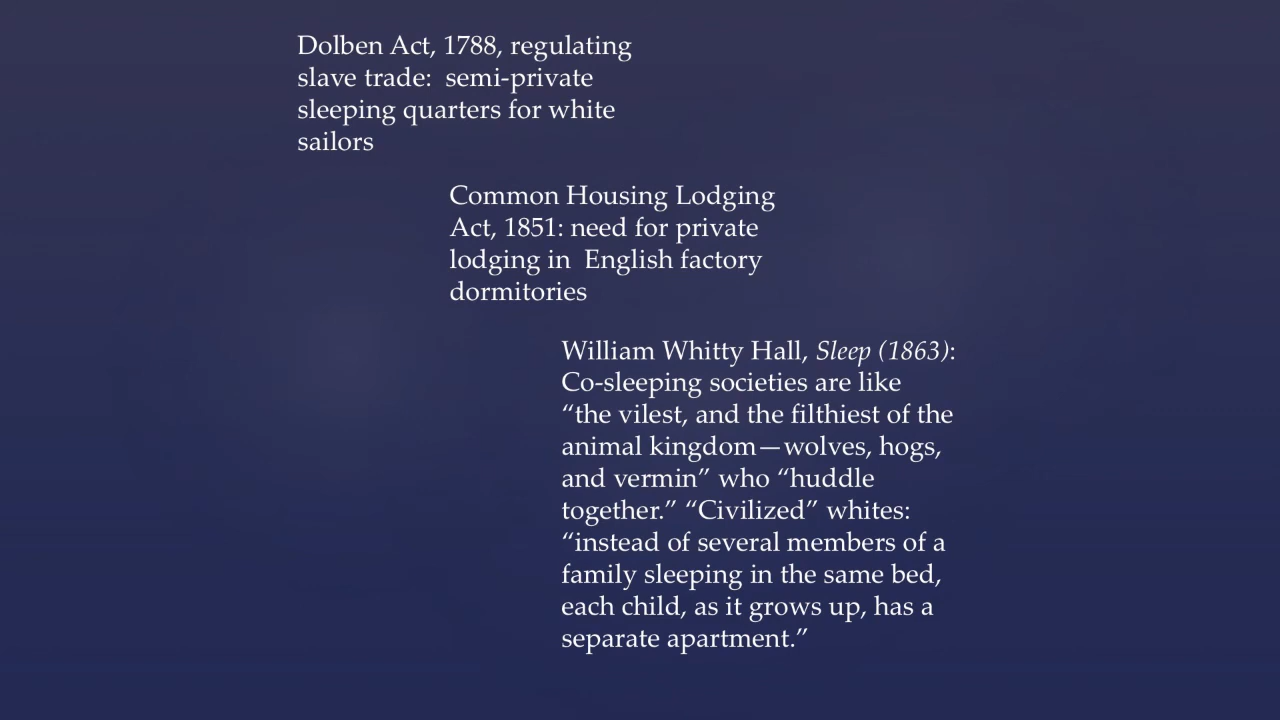 Dolben Act, 1788, regulating
slave trade:  semi-private
sleeping quarters for white
sailors
Common Housing Lodging
Act, 1851: need for private
lodging in  English factory
dormitories
William Whitty Hall, Sleep (1863):
Co-sleeping societies are like
“the vilest, and the filthiest of the
animal kingdom—wolves, hogs,
and vermin” who “huddle
together.” “Civilized” whites:
“instead of several members of a
family sleeping in the same bed,
each child, as it grows up, has a
separate apartment.”